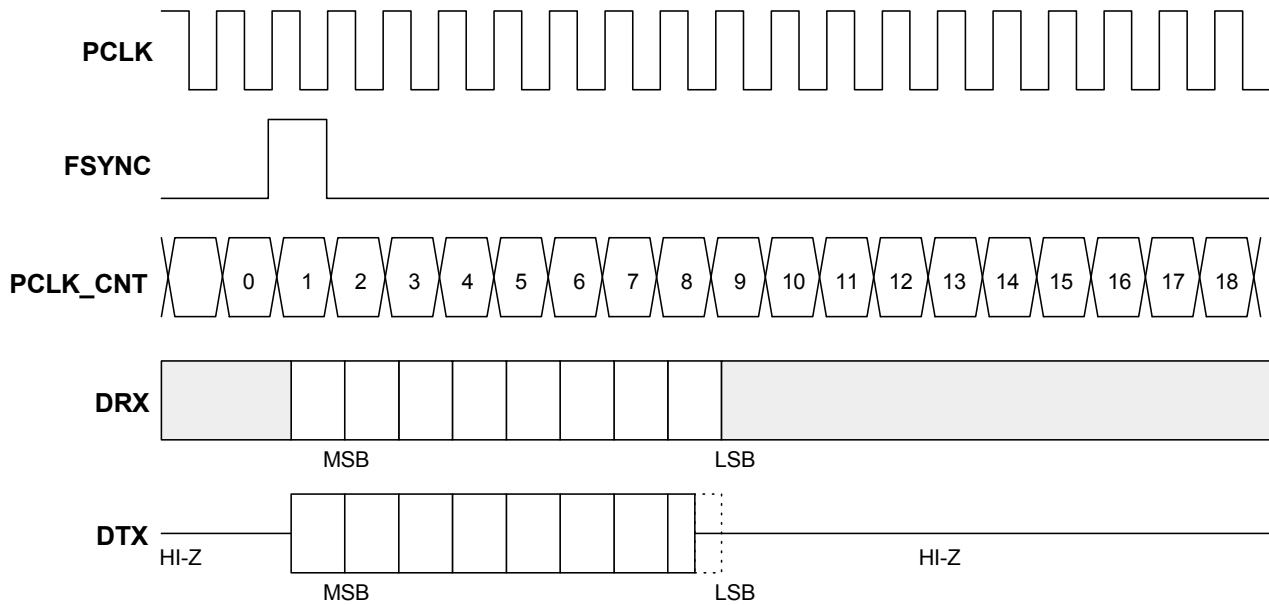 PCLK
FSYNC
PCLK_CNT 0 1 2 3 4 5 6 7 8 9 10 11 12 13 14 15 16 17 18
DRX
MSB LSB
DTX
HI-Z HI-Z
MSB LSB